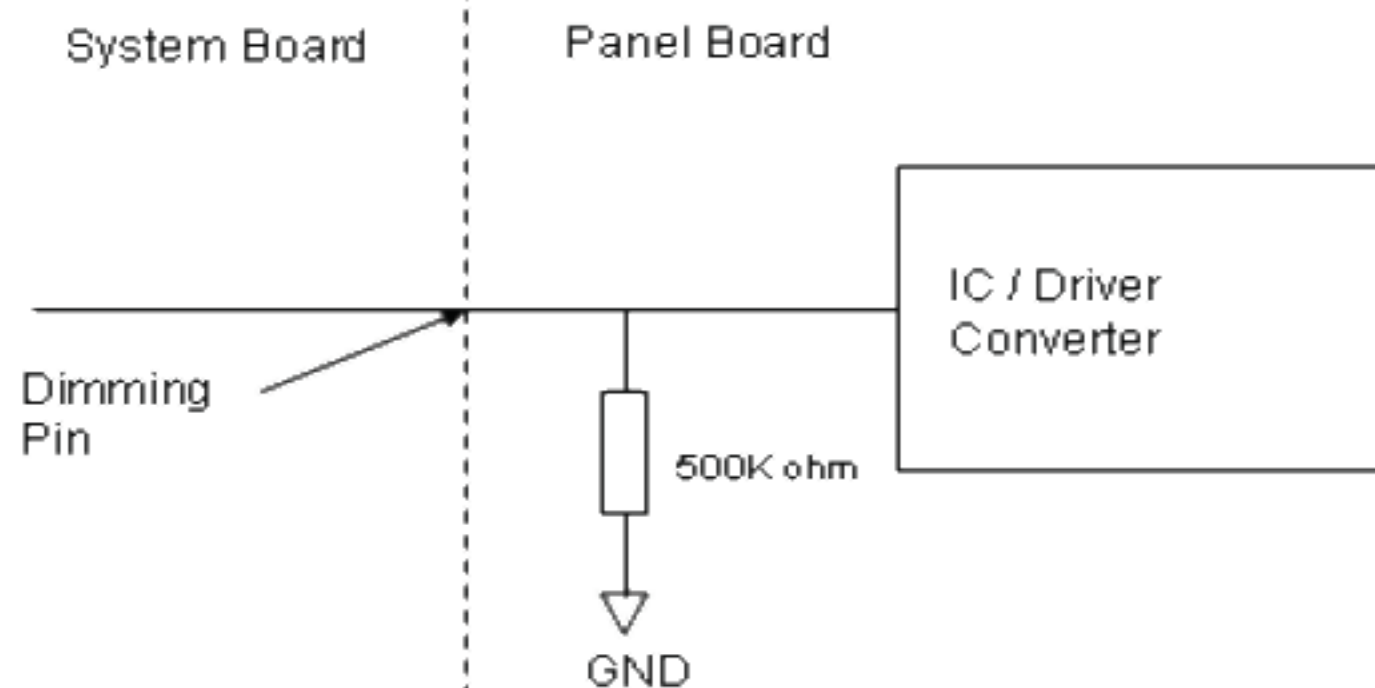 System Board
Panel Board
IC / Driver
Converter
Dimming
Pin
500K ohm
GND